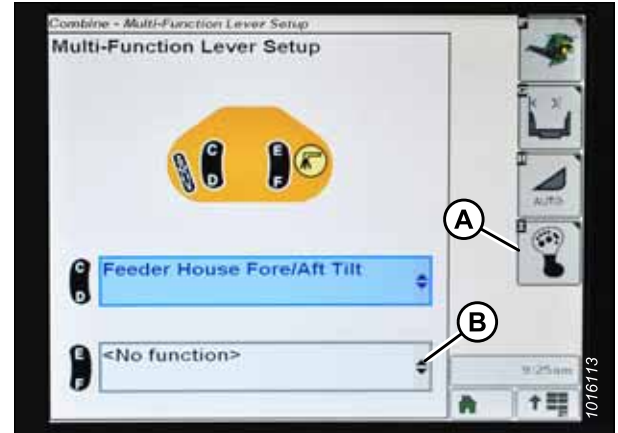 Combine - Multi-Function Lever Setup
Multi-Function Lever Setup
C
D
E
F
AUTO
A
C
D
Feeder House Fore/Aft Tilt
B
E
F
<No function>
9:25am
1016113